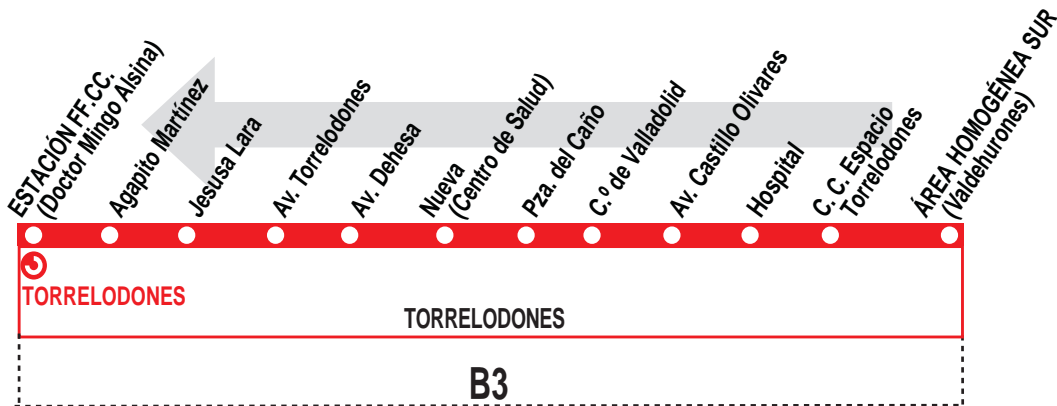 ESTACIÓN FF.CC.
(Doctor Mingo Alsina)
Agapito Martínez
Jesusa Lara
Av. Torrelodones
Av. Dehesa
Nueva
(Centro de Salud)
Pza. del Caño
C.º de Valladolid
Av. Castillo Olivares
Hospital
C. C. Espacio
Torrelodones
ÁREA HOMOGÉNEA SUR
(Valdehurones)
TORRELODONES
TORRELODONES
B3